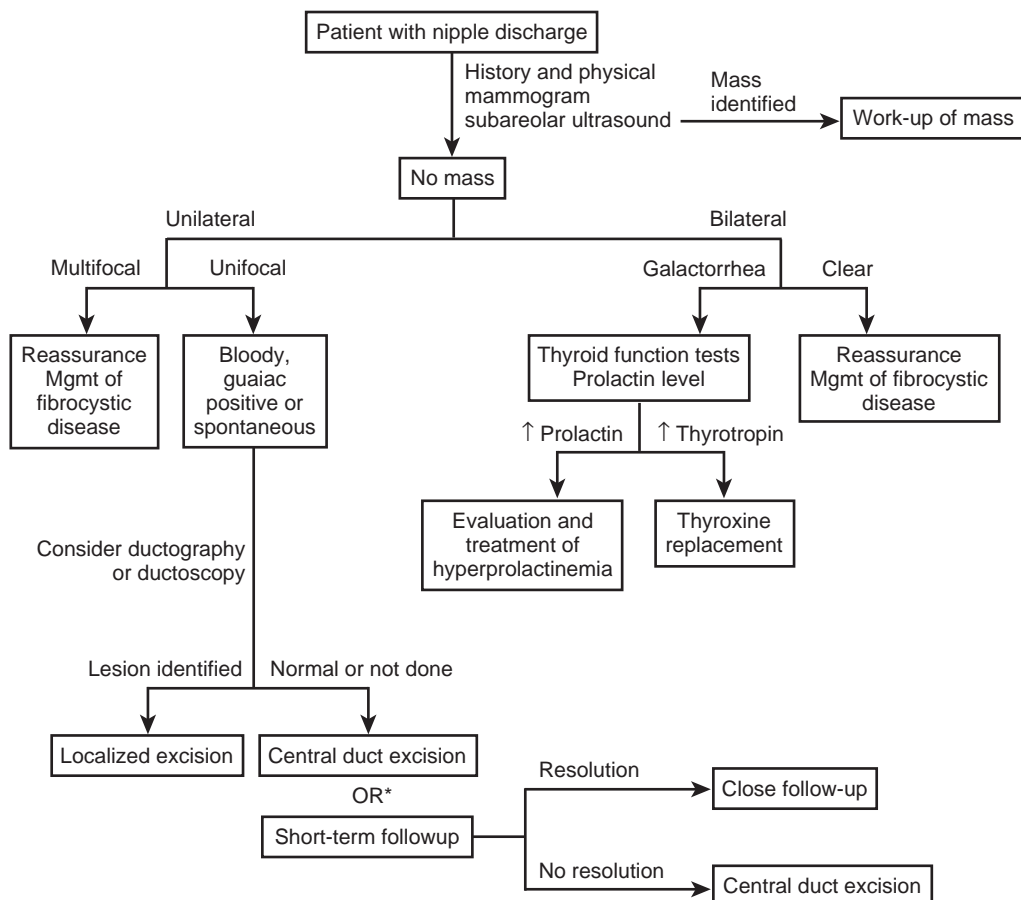 Patient with nipple discharge
History and physical
mammogram
subareolar ultrasound
Mass
identified
Work-up of mass
No mass
Unilateral
Bilateral
Multifocal
Unifocal
Galactorrhea
Clear
Reassurance
Mgmt of
fibrocystic
disease
Bloody,
guaiac
positive or
spontaneous
Thyroid function tests
Prolactin level
Reassurance
Mgmt of fibrocystic
disease
↑ Prolactin
↑ Thyrotropin
Evaluation and
treatment of
hyperprolactinemia
Thyroxine
replacement
Consider ductography
or ductoscopy
Lesion identified
Normal or not done
Localized excision
Central duct excision
OR*
Short-term followup
Resolution
Close follow-up
No resolution
Central duct excision